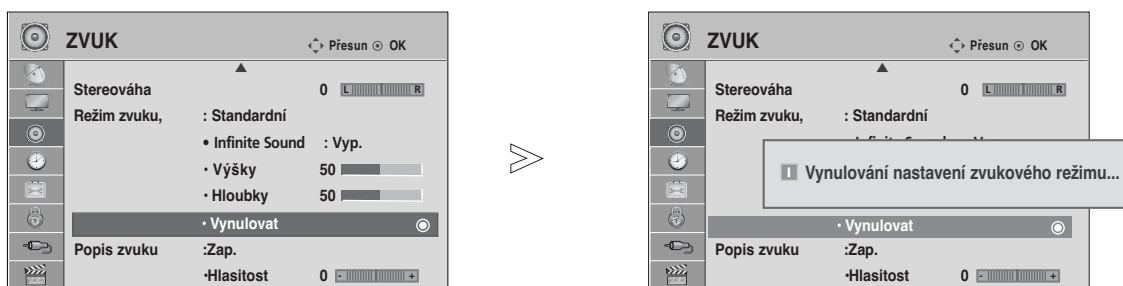 ZVUK
Přesun OK
Stereováha 0 L R
Režim zvuku, : Standardní
• Infinite Sound : Vyp.
• Výšky 50
• Hloubky 50
• Vynulovat
Popis zvuku :Zap.
•Hlasitost 0 - +
ZVUK
Přesun OK
Stereováha 0 L R
Režim zvuku, : Standardní
i Vynulování nastavení zvukového režimu...
• Vynulovat
Popis zvuku :Zap.
•Hlasitost 0 - +